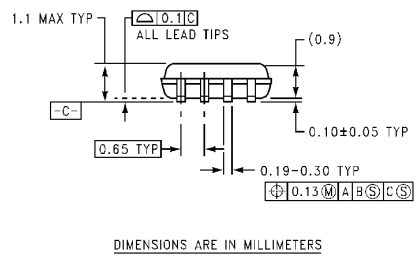 1.1 MAX TYP
⌓ 0.1 C
ALL LEAD TIPS
(0.9)
-C-
0.10±0.05 TYP
0.65 TYP
0.19-0.30 TYP
⌖ 0.13 Ⓜ A B Ⓢ C Ⓢ
DIMENSIONS ARE IN MILLIMETERS